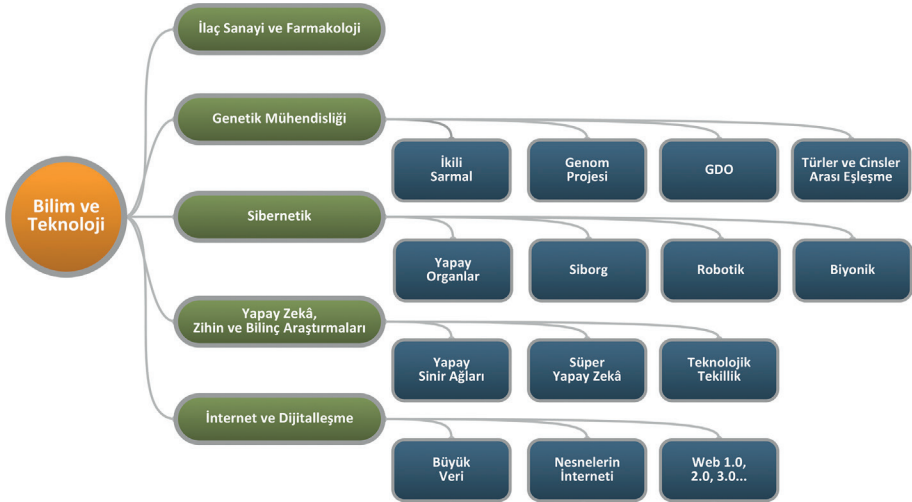 Bilim ve
Teknoloji
İlaç Sanayi ve Farmakoloji
Genetik Mühendisliği
İkili
Sarmal
Genom
Projesi
GDO
Türler ve Cinsler
Arası Eşleşme
Sibernetik
Yapay
Organlar
Siborg
Robotik
Biyonik
Yapay Zekâ,
Zihin ve Bilinç Araştırmaları
Yapay
Sinir Ağları
Süper
Yapay Zekâ
Teknolojik
Tekillik
İnternet ve Dijitalleşme
Büyük
Veri
Nesnelerin
İnterneti
Web 1.0,
2.0, 3.0...